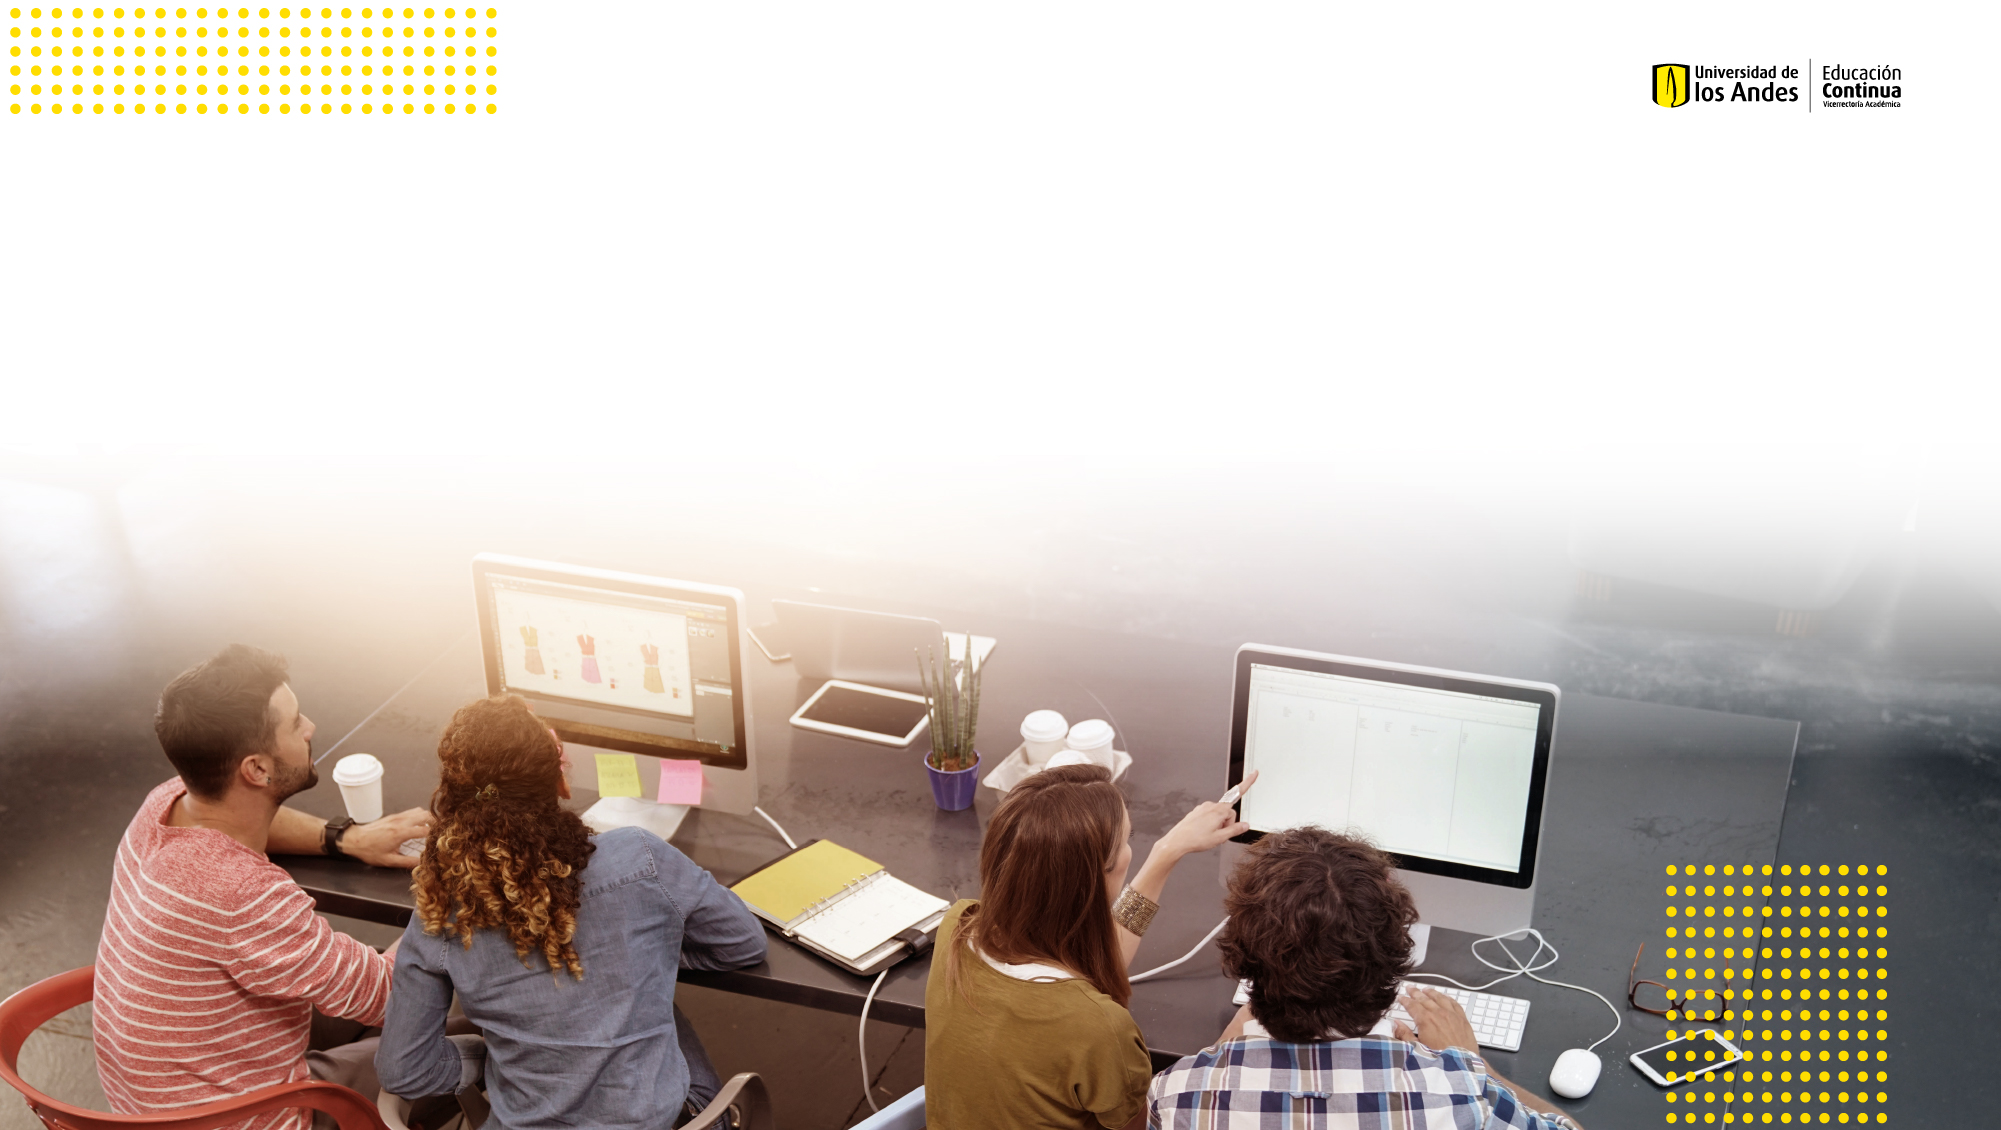 Universidad de
los Andes
Educación
Continua
Vicerrectoría Académica